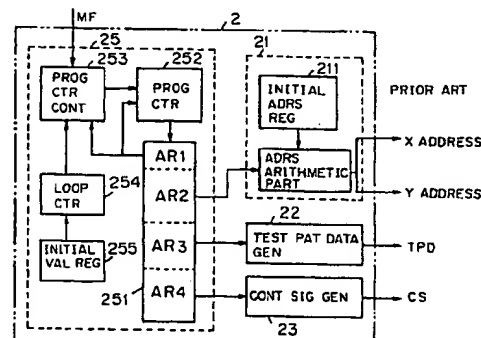 MF
2
25
253
252
21
211
PROG
CTR
CONT
PROG
CTR
INITIAL
ADRS
REG
PRIOR ART
AR1
AR2
AR3
AR4
ADRS
ARITHMETIC
PART
X ADDRESS
Y ADDRESS
LOOP
CTR
254
INITIAL
VAL REG
255
251
22
TEST PAT DATA
GEN
TPD
CONT SIG GEN
CS
23